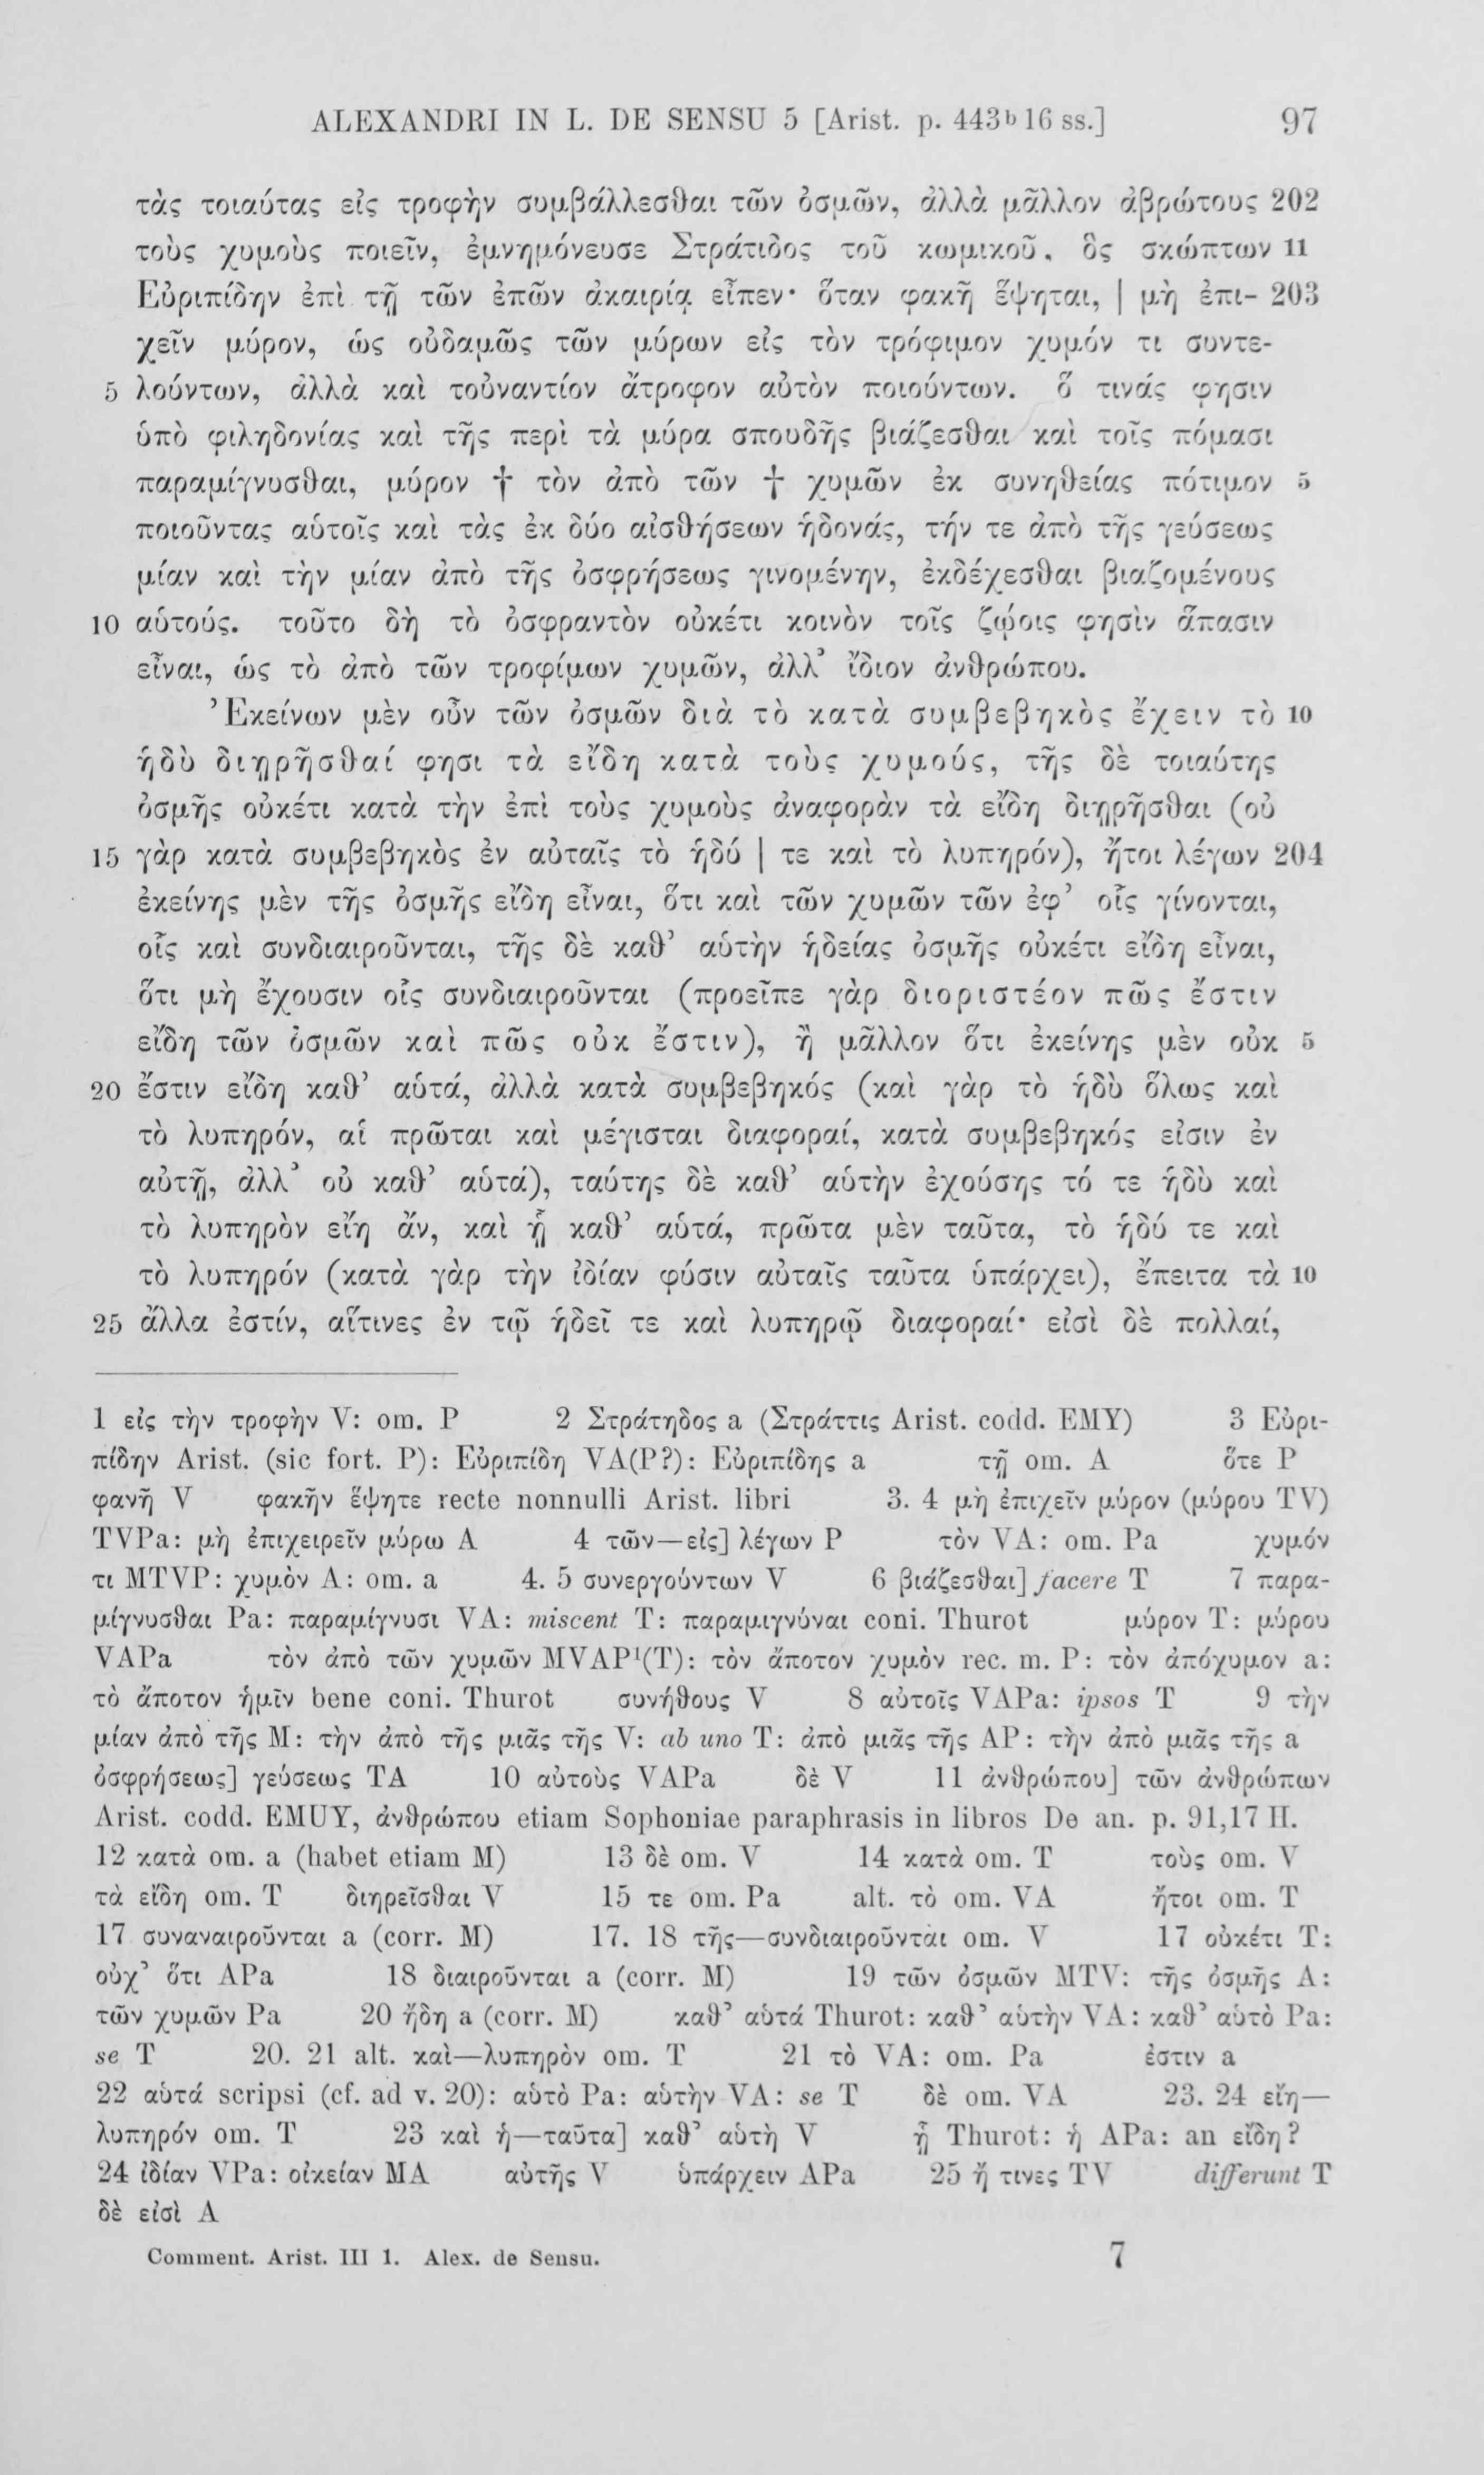 ALEXANDRI IN L. DE SENSU 5 [Arist. p. 443ᵇ 16 ss.] 97
τὰς τοιαύτας εἰς τροφὴν συμβάλλεσθαι τῶν ὀσμῶν, ἀλλὰ μᾶλλον ἀβρώτους 202
τοὺς χυμοὺς ποιεῖν, ἐμνημόνευσε Στράτιδος τοῦ κωμικοῦ, ὃς σκώπτων 11
Εὐριπίδην ἐπὶ τῇ τῶν ἐπῶν ἀκαιρίᾳ εἶπεν· ὅταν φακῆ ἕψηται, | μὴ ἐπι- 203
χεῖν μύρον, ὡς οὐδαμῶς τῶν μύρων εἰς τὸν τρόφιμον χυμόν τι συντε-
5 λούντων, ἀλλὰ καὶ τοὐναντίον ἄτροφον αὐτὸν ποιούντων. ὅ τινάς φησιν
ὑπὸ φιληδονίας καὶ τῆς περὶ τὰ μύρα σπουδῆς βιάζεσθαι καὶ τοῖς πόμασι
παραμίγνυσθαι, μύρον † τὸν ἀπὸ τῶν † χυμῶν ἐκ συνηθείας πότιμον 5
ποιοῦντας αὑτοῖς καὶ τὰς ἐκ δύο αἰσθήσεων ἡδονάς, τήν τε ἀπὸ τῆς γεύσεως
μίαν καὶ τὴν μίαν ἀπὸ τῆς ὀσφρήσεως γινομένην, ἐκδέχεσθαι βιαζομένους
10 αὑτούς. τοῦτο δὴ τὸ ὀσφραντὸν οὐκέτι κοινὸν τοῖς ζῴοις φησὶν ἅπασιν
εἶναι, ὡς τὸ ἀπὸ τῶν τροφίμων χυμῶν, ἀλλ’ ἴδιον ἀνθρώπου.
Ἐκείνων μὲν οὖν τῶν ὀσμῶν διὰ τὸ κατὰ συμβεβηκὸς ἔχειν τὸ 10
ἡδὺ διῃρῆσθαί φησι τὰ εἴδη κατὰ τοὺς χυμούς, τῆς δὲ τοιαύτης
ὀσμῆς οὐκέτι κατὰ τὴν ἐπὶ τοὺς χυμοὺς ἀναφορὰν τὰ εἴδη διῃρῆσθαι (οὐ
15 γὰρ κατὰ συμβεβηκὸς ἐν αὐταῖς τὸ ἡδύ | τε καὶ τὸ λυπηρόν), ἤτοι λέγων 204
ἐκείνης μὲν τῆς ὀσμῆς εἴδη εἶναι, ὅτι καὶ τῶν χυμῶν τῶν ἐφ’ οἷς γίνονται,
οἷς καὶ συνδιαιροῦνται, τῆς δὲ καθ’ αὑτὴν ἡδείας ὀσμῆς οὐκέτι εἴδη εἶναι,
ὅτι μὴ ἔχουσιν οἷς συνδιαιροῦνται (προεῖπε γὰρ διοριστέον πῶς ἔστιν
εἴδη τῶν ὀσμῶν καὶ πῶς οὐκ ἔστιν), ἢ μᾶλλον ὅτι ἐκείνης μὲν οὐκ 5
20 ἔστιν εἴδη καθ’ αὑτά, ἀλλὰ κατὰ συμβεβηκός (καὶ γὰρ τὸ ἡδὺ ὅλως καὶ
τὸ λυπηρόν, αἱ πρῶται καὶ μέγισται διαφοραί, κατὰ συμβεβηκός εἰσιν ἐν
αὐτῇ, ἀλλ’ οὐ καθ’ αὑτά), ταύτης δὲ καθ’ αὑτὴν ἐχούσης τό τε ἡδὺ καὶ
τὸ λυπηρὸν εἴη ἄν, καὶ ᾗ καθ’ αὑτά, πρῶτα μὲν ταῦτα, τὸ ἡδύ τε καὶ
τὸ λυπηρόν (κατὰ γὰρ τὴν ἰδίαν φύσιν αὐταῖς ταῦτα ὑπάρχει), ἔπειτα τὰ 10
25 ἄλλα ἐστίν, αἵτινες ἐν τῷ ἡδεῖ τε καὶ λυπηρῷ διαφοραί· εἰσὶ δὲ πολλαί,
1 εἰς τὴν τροφὴν V: om. P 2 Στράτηδος a (Στράττις Arist. codd. EMY) 3 Εὐρι-
πίδην Arist. (sic fort. P): Εὐριπίδη VA(P?): Εὐριπίδης a τῇ om. A ὅτε P
φανῆ V φακῆν ἕψητε recte nonnulli Arist. libri 3. 4 μὴ ἐπιχεῖν μύρον (μύρου TV)
TVPa: μὴ ἐπιχειρεῖν μύρω A 4 τῶν—εἰς] λέγων P τὸν VA: om. Pa χυμόν
τι MTVP: χυμὸν A: om. a 4. 5 συνεργούντων V 6 βιάζεσθαι] facere T 7 παρα-
μίγνυσθαι Pa: παραμίγνυσι VA: miscent T: παραμιγνύναι coni. Thurot μύρον T: μύρου
VAPa τὸν ἀπὸ τῶν χυμῶν MVAP¹(T): τὸν ἄποτον χυμὸν rec. m. P: τὸν ἀπόχυμον a:
τὸ ἄποτον ἡμῖν bene coni. Thurot συνήθους V 8 αὐτοῖς VAPa: ipsos T 9 τὴν
μίαν ἀπὸ τῆς M: τὴν ἀπὸ τῆς μιᾶς τῆς V: ab uno T: ἀπὸ μιᾶς τῆς AP: τὴν ἀπὸ μιᾶς τῆς a
ὀσφρήσεως] γεύσεως TA 10 αὐτοὺς VAPa δὲ V 11 ἀνθρώπου] τῶν ἀνθρώπων
Arist. codd. EMUY, ἀνθρώπου etiam Sophoniae paraphrasis in libros De an. p. 91,17 H.
12 κατὰ om. a (habet etiam M) 13 δὲ om. V 14 κατὰ om. T τοὺς om. V
τὰ εἴδη om. T διηρεῖσθαι V 15 τε om. Pa alt. τὸ om. VA ἤτοι om. T
17 συναναιροῦνται a (corr. M) 17. 18 τῆς—συνδιαιροῦνται om. V 17 οὐκέτι T:
οὐχ’ ὅτι APa 18 διαιροῦνται a (corr. M) 19 τῶν ὀσμῶν MTV: τῆς ὀσμῆς A:
τῶν χυμῶν Pa 20 ἤδη a (corr. M) καθ’ αὑτά Thurot: καθ’ αὑτὴν VA: καθ’ αὑτὸ Pa:
se T 20. 21 alt. καὶ—λυπηρὸν om. T 21 τὸ VA: om. Pa ἐστιν a
22 αὑτά scripsi (cf. ad v. 20): αὑτὸ Pa: αὑτὴν VA: se T δὲ om. VA 23. 24 εἴη—
λυπηρόν om. T 23 καὶ ἡ—ταῦτα] καθ’ αὑτὴ V ᾗ Thurot: ἡ APa: an εἴδη?
24 ἰδίαν VPa: οἰκείαν MA αὐτῆς V ὑπάρχειν APa 25 ἤ τινες TV differunt T
δὲ εἰσὶ A
Comment. Arist. III 1. Alex. de Sensu. 7